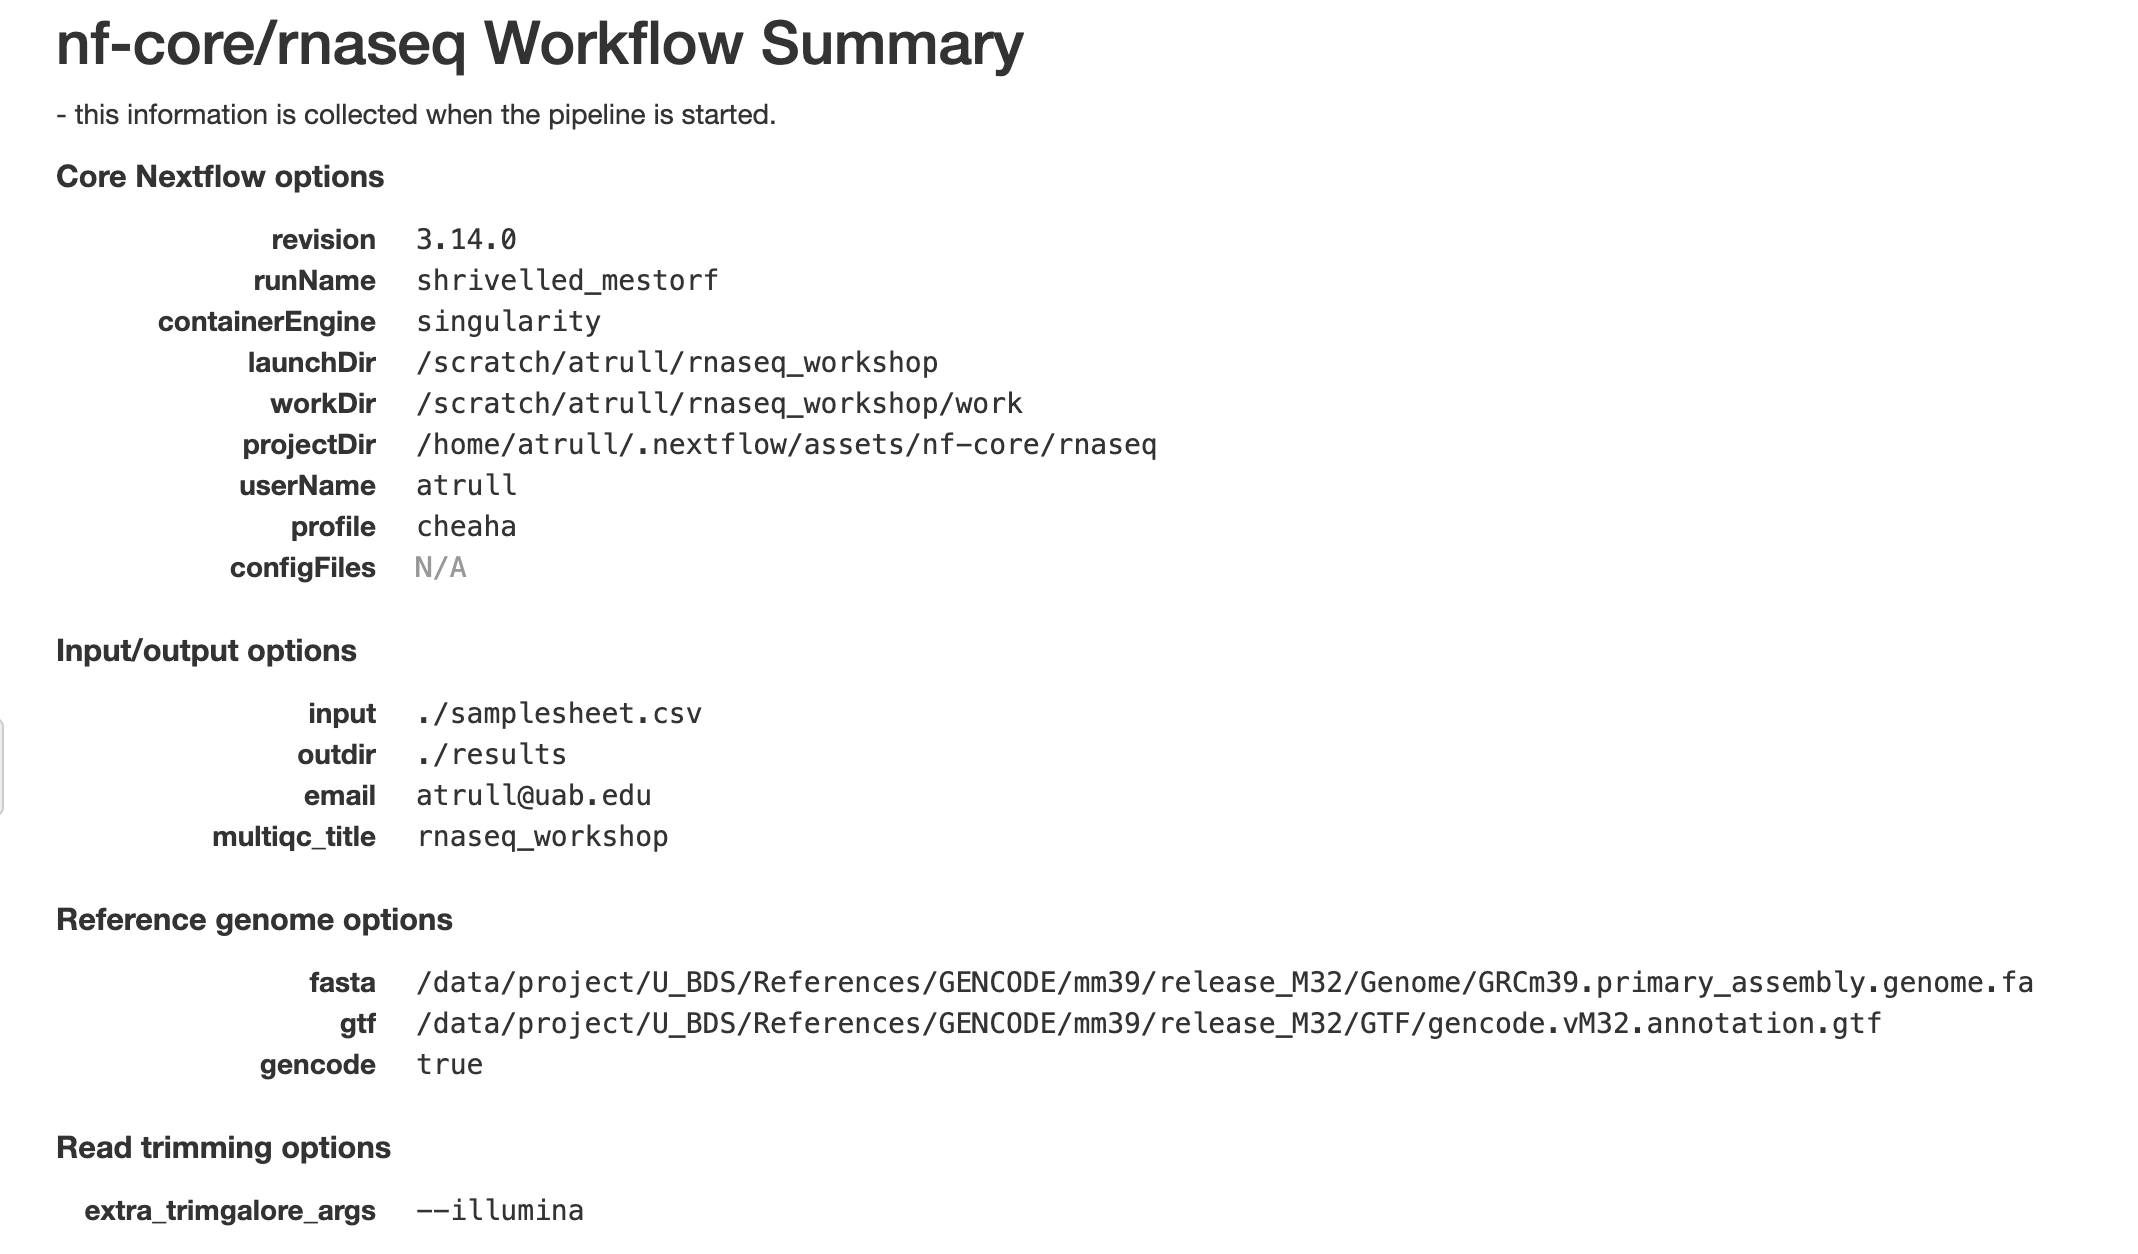 nf-core/rnaseq Workflow Summary
- this information is collected when the pipeline is started.
Core Nextflow options
revision 3.14.0
runName shrivelled_mestorf
containerEngine singularity
launchDir /scratch/atrull/rnaseq_workshop
workDir /scratch/atrull/rnaseq_workshop/work
projectDir /home/atrull/.nextflow/assets/nf-core/rnaseq
userName atrull
profile cheaha
configFiles N/A
Input/output options
input ./samplesheet.csv
outdir ./results
email atrull@uab.edu
multiqc_title rnaseq_workshop
Reference genome options
fasta /data/project/U_BDS/References/GENCODE/mm39/release_M32/Genome/GRCm39.primary_assembly.genome.fa
gtf /data/project/U_BDS/References/GENCODE/mm39/release_M32/GTF/gencode.vM32.annotation.gtf
gencode true
Read trimming options
extra_trimgalore_args --illumina